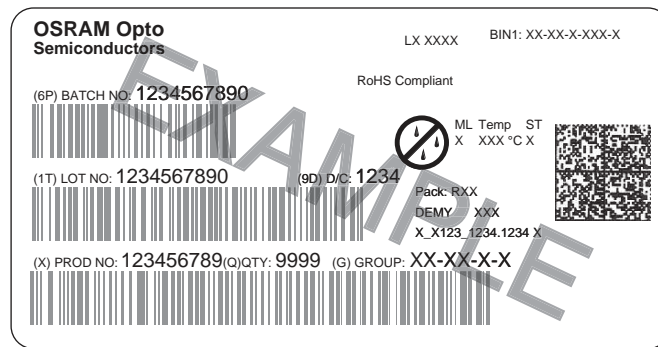 OSRAM Opto
Semiconductors
LX XXXX
BIN1: XX-XX-X-XXX-X
RoHS Compliant
(6P) BATCH NO: 1234567890
ML Temp ST
X XXX °C X
(1T) LOT NO: 1234567890 (9D) D/C: 1234
Pack: RXX
DEMY XXX
X_X123_1234.1234 X
(X) PROD NO: 123456789(Q)QTY: 9999 (G) GROUP: XX-XX-X-X
EXAMPLE